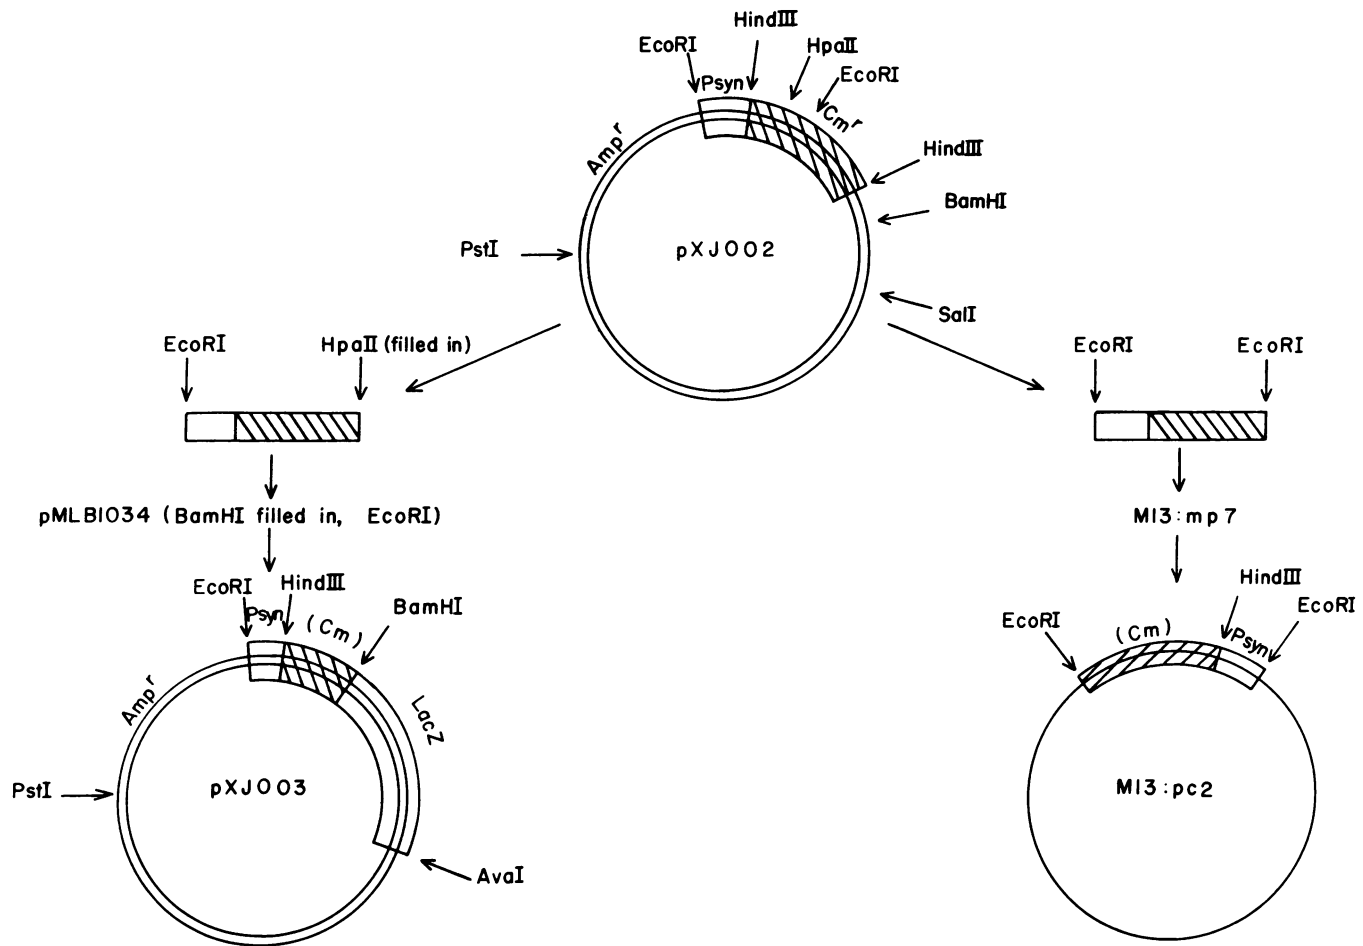 HindIII
EcoRI
HpaII
Psyn
EcoRI
Cmʳ
Ampʳ
HindIII
BamHI
PstI
pXJ002
SalI
EcoRI
HpaII (filled in)
EcoRI
EcoRI
pMLB1034 (BamHI filled in, EcoRI)
M13:mp7
EcoRI
HindIII
Psyn
(Cm)
BamHI
HindIII
EcoRI
EcoRI
(Cm)
Psyn
Ampʳ
LacZ
PstI
pXJ003
M13:pc2
AvaI